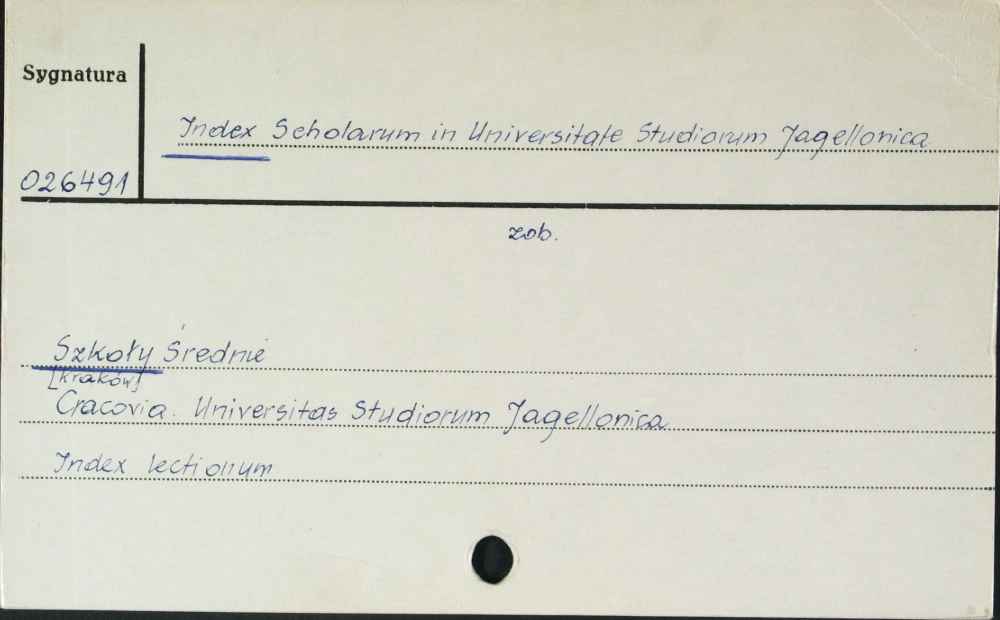 Sygnatura
Index Scholarum in Universitate Studiorum Jagellonica
026491
zob.
Szkoły Średnie
[Kraków]
Cracovia. Universitas Studiorum Jagellonica
Index lectionum